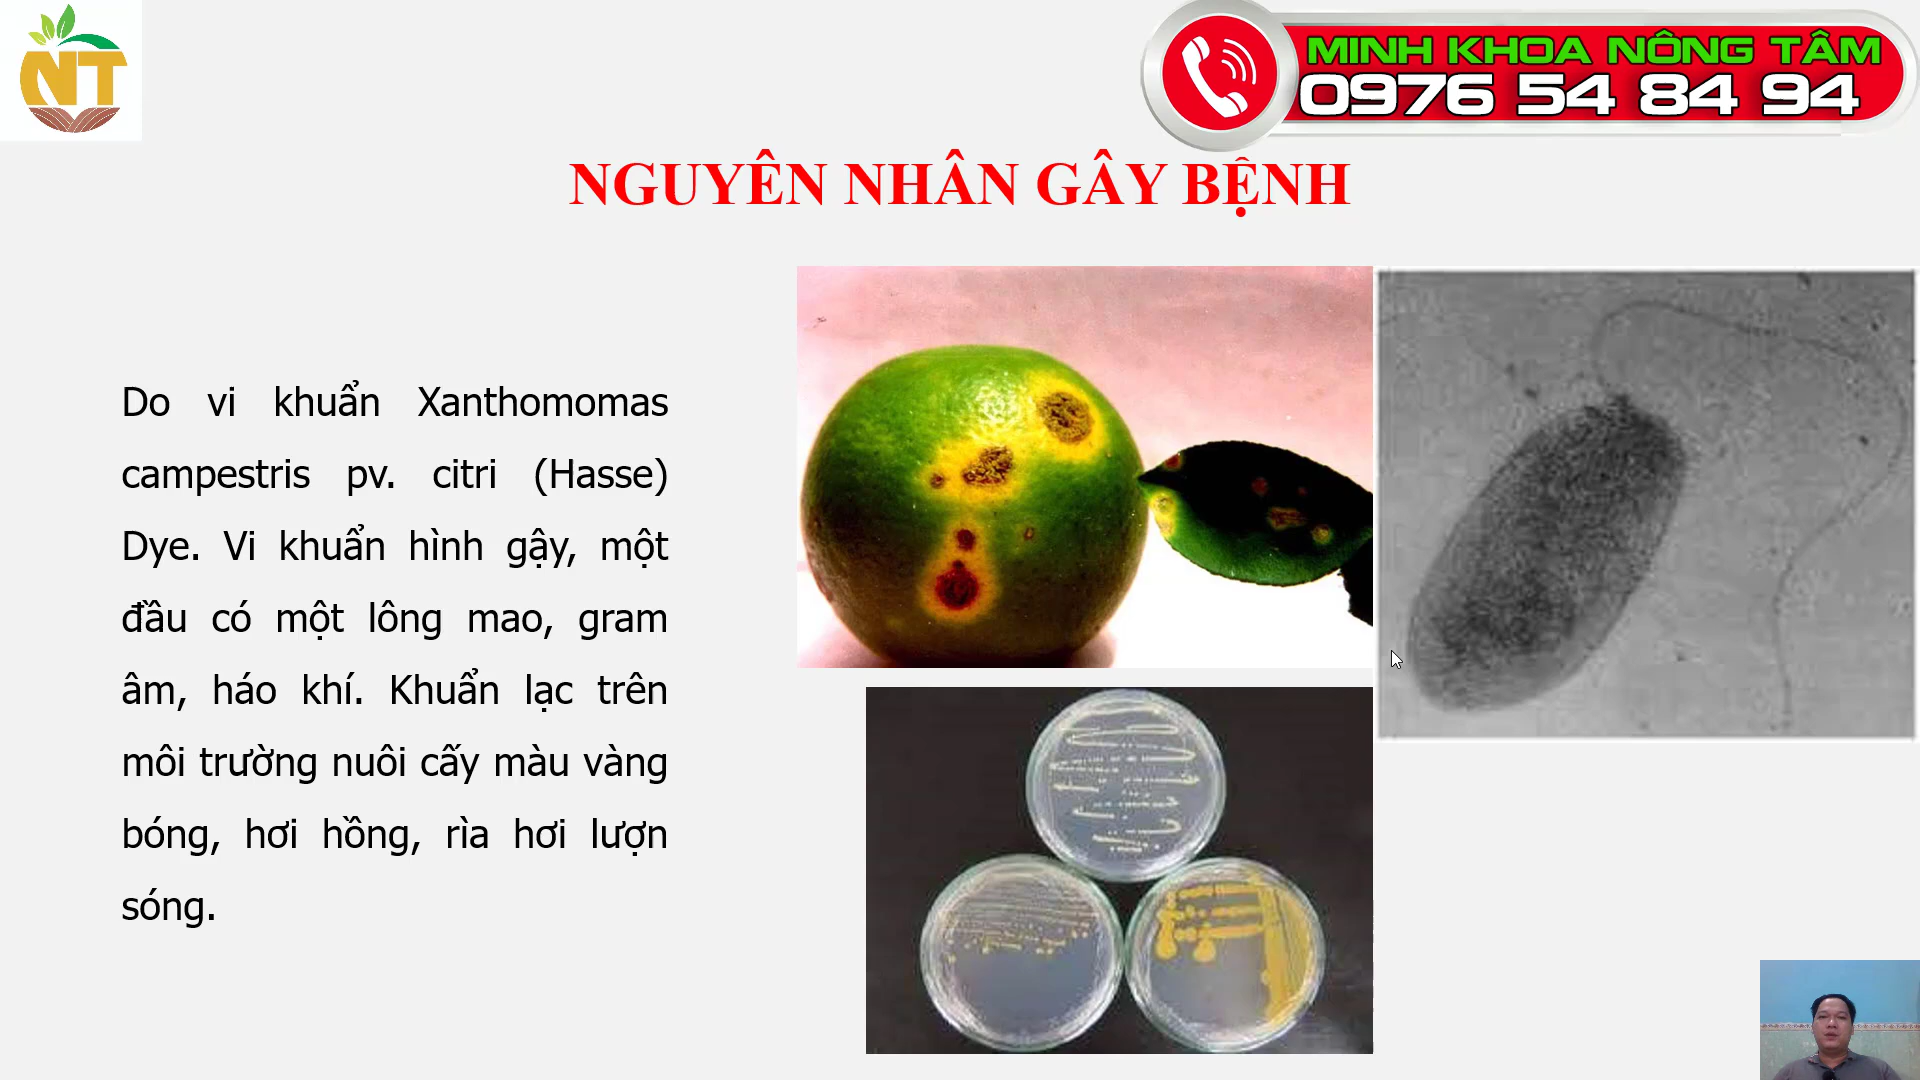 NT
MINH KHOA NÔNG TÂM
0976 54 84 94
NGUYÊN NHÂN GÂY BỆNH
Do vi khuẩn Xanthomomas
campestris pv. citri (Hasse)
Dye. Vi khuẩn hình gậy, một
đầu có một lông mao, gram
âm, háo khí. Khuẩn lạc trên
môi trường nuôi cấy màu vàng
bóng, hơi hồng, rìa hơi lượn
sóng.